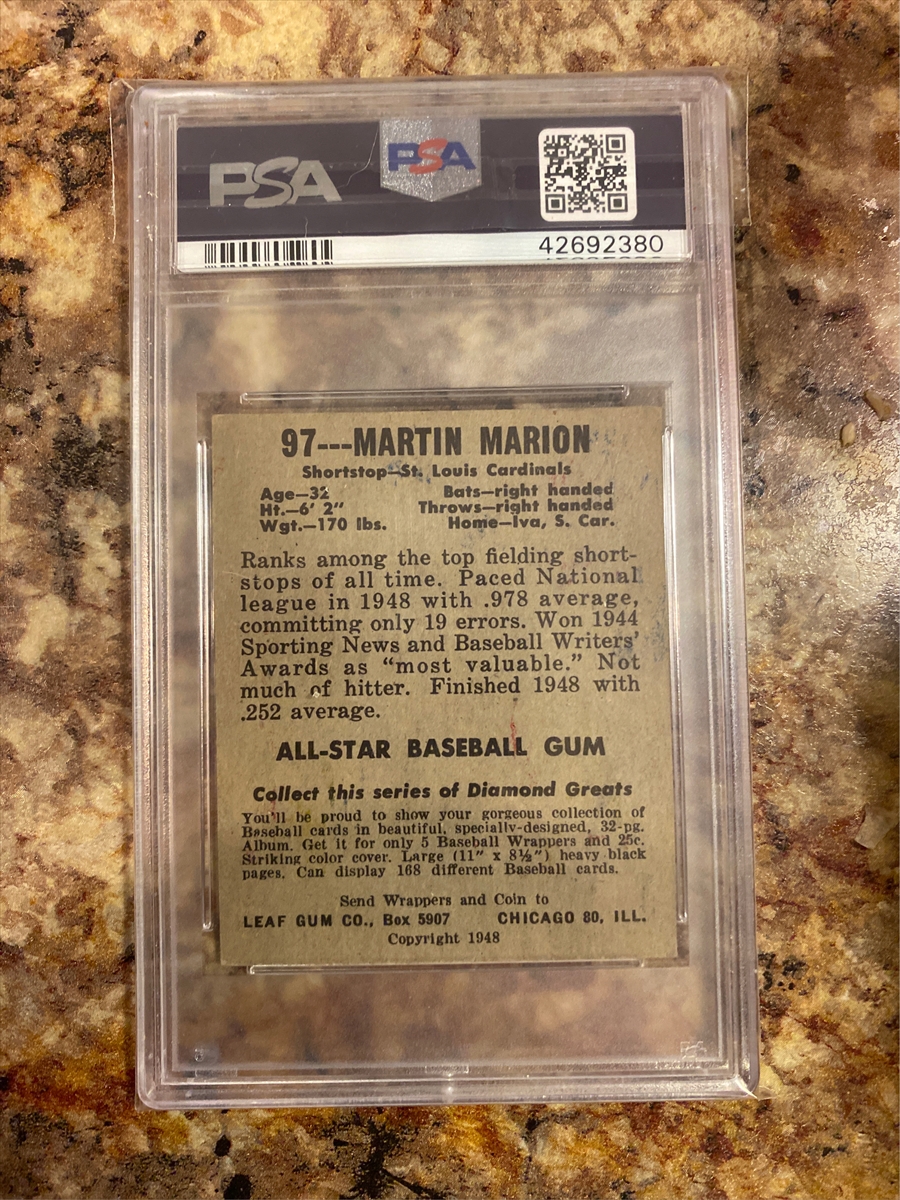 PSA
PSA
42692380
97---MARTIN MARION
Shortstop—St. Louis Cardinals
Age—32 Bats—right handed
Ht.—6' 2" Throws—right handed
Wgt.—170 lbs. Home—Iva, S. Car.
Ranks among the top fielding short-
stops of all time. Paced National
league in 1948 with .978 average,
committing only 19 errors. Won 1944
Sporting News and Baseball Writers'
Awards as "most valuable." Not
much of hitter. Finished 1948 with
.252 average.
ALL-STAR BASEBALL GUM
Collect this series of Diamond Greats
You'll be proud to show your gorgeous collection of
Baseball cards in beautiful, specially-designed, 32-pg.
Album. Get it for only 5 Baseball Wrappers and 25c.
Striking color cover. Large (11" x 8½") heavy black
pages. Can display 168 different Baseball cards.
Send Wrappers and Coin to
LEAF GUM CO., Box 5907 CHICAGO 80, ILL.
Copyright 1948